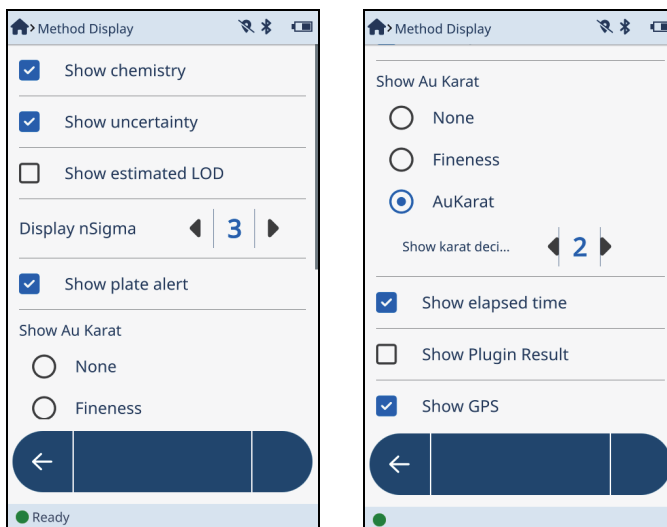 Method Display
Show chemistry
Show uncertainty
Show estimated LOD
Display nSigma 3
Show plate alert
Show Au Karat
None
Fineness
Ready
Method Display
Show Au Karat
None
Fineness
AuKarat
Show karat deci... 2
Show elapsed time
Show Plugin Result
Show GPS